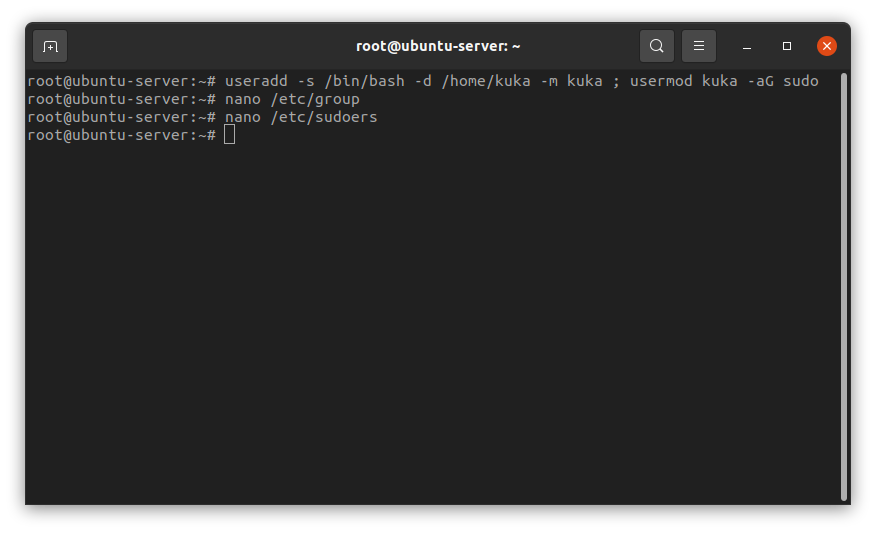 root@ubuntu-server: ~
root@ubuntu-server:~# useradd -s /bin/bash -d /home/kuka -m kuka ; usermod kuka -aG sudo
root@ubuntu-server:~# nano /etc/group
root@ubuntu-server:~# nano /etc/sudoers
root@ubuntu-server:~#